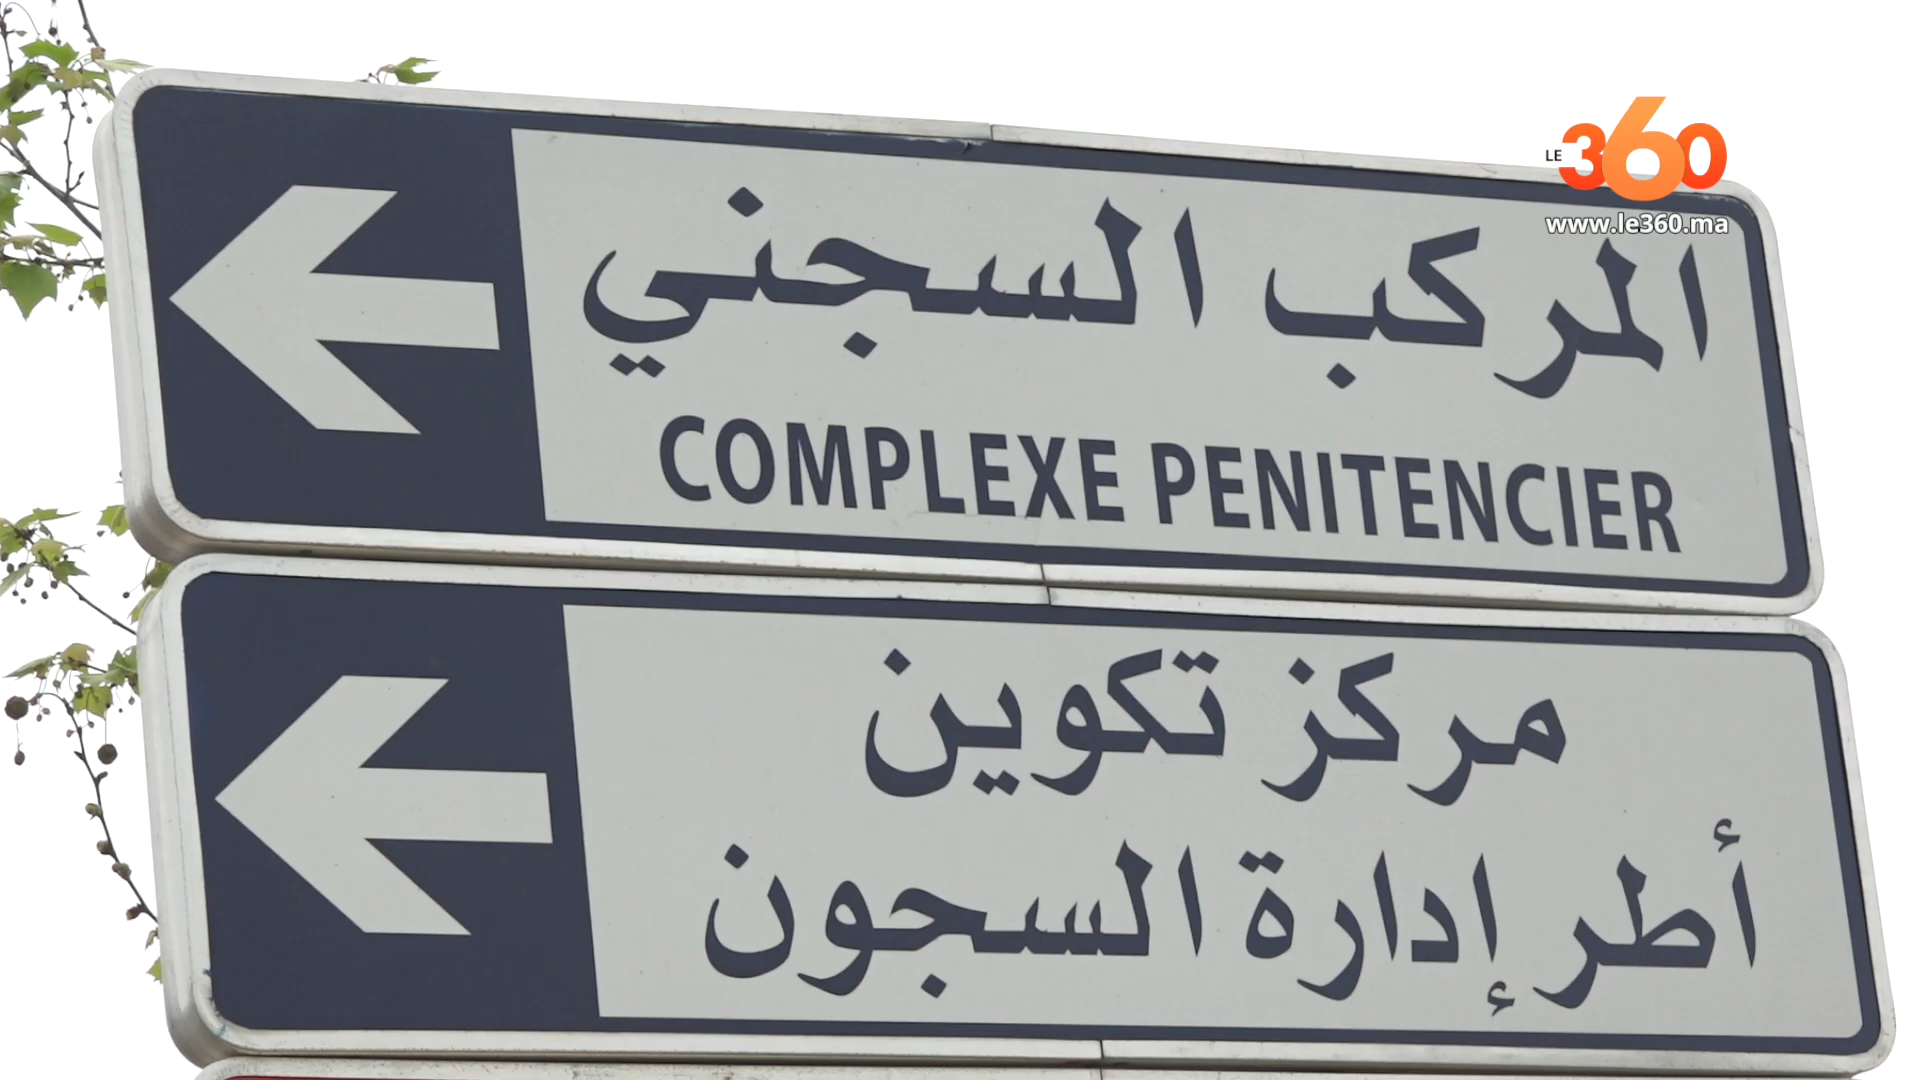 LE 360
www.le360.ma
المركب السجني
COMPLEXE PENITENCIER
مركز تكوين
أطر إدارة السجون